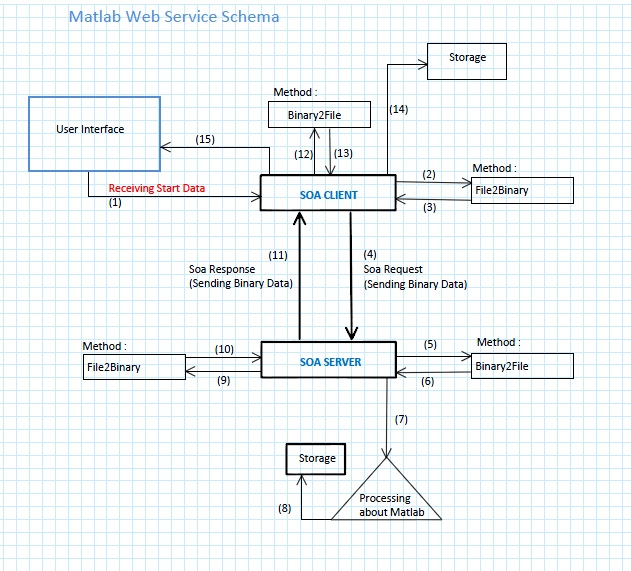 Matlab Web Service Schema
Storage
Method :
Binary2File
(14)
User Interface
(15)
(12)
(13)
Receiving Start Data
(1)
SOA CLIENT
(2)
Method :
File2Binary
(3)
(11)
Soa Response
(Sending Binary Data)
(4)
Soa Request
(Sending Binary Data)
Method :
File2Binary
(10)
(9)
SOA SERVER
(5)
Method :
Binary2File
(6)
(7)
Storage
(8)
Processing
about Matlab